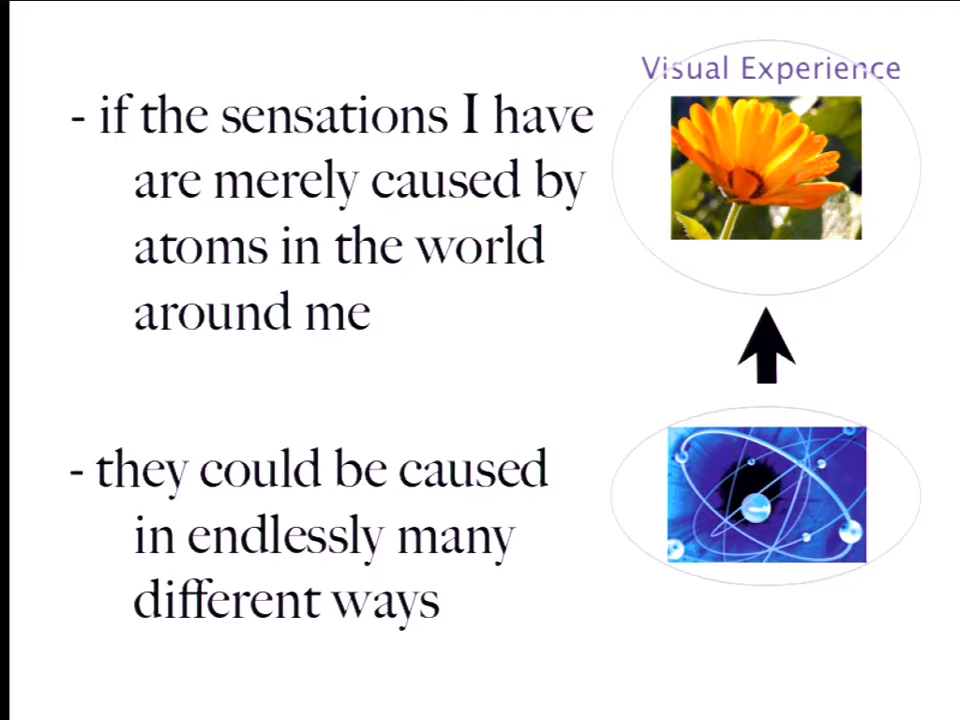 Visual Experience
- if the sensations I have
are merely caused by
atoms in the world
around me
- they could be caused
in endlessly many
different ways